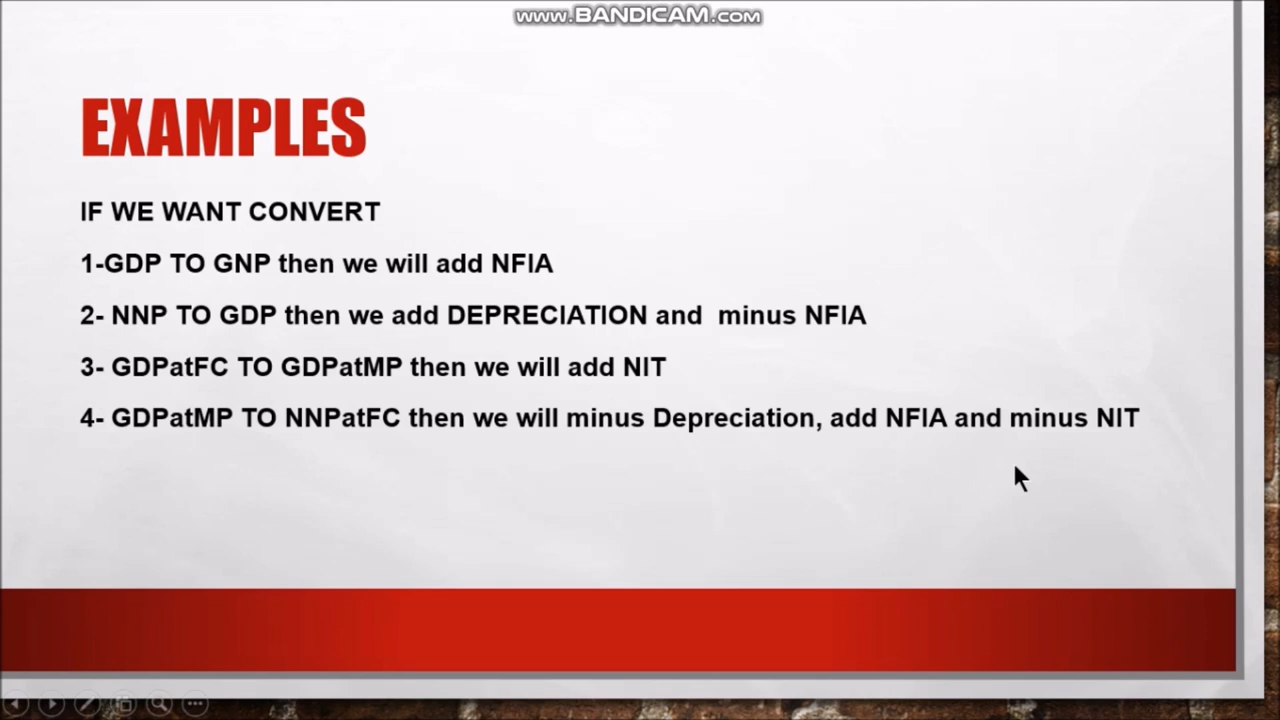 www.BANDICAM.com
EXAMPLES
IF WE WANT CONVERT
1-GDP TO GNP then we will add NFIA
2- NNP TO GDP then we add DEPRECIATION and  minus NFIA
3- GDPatFC TO GDPatMP then we will add NIT
4- GDPatMP TO NNPatFC then we will minus Depreciation, add NFIA and minus NIT